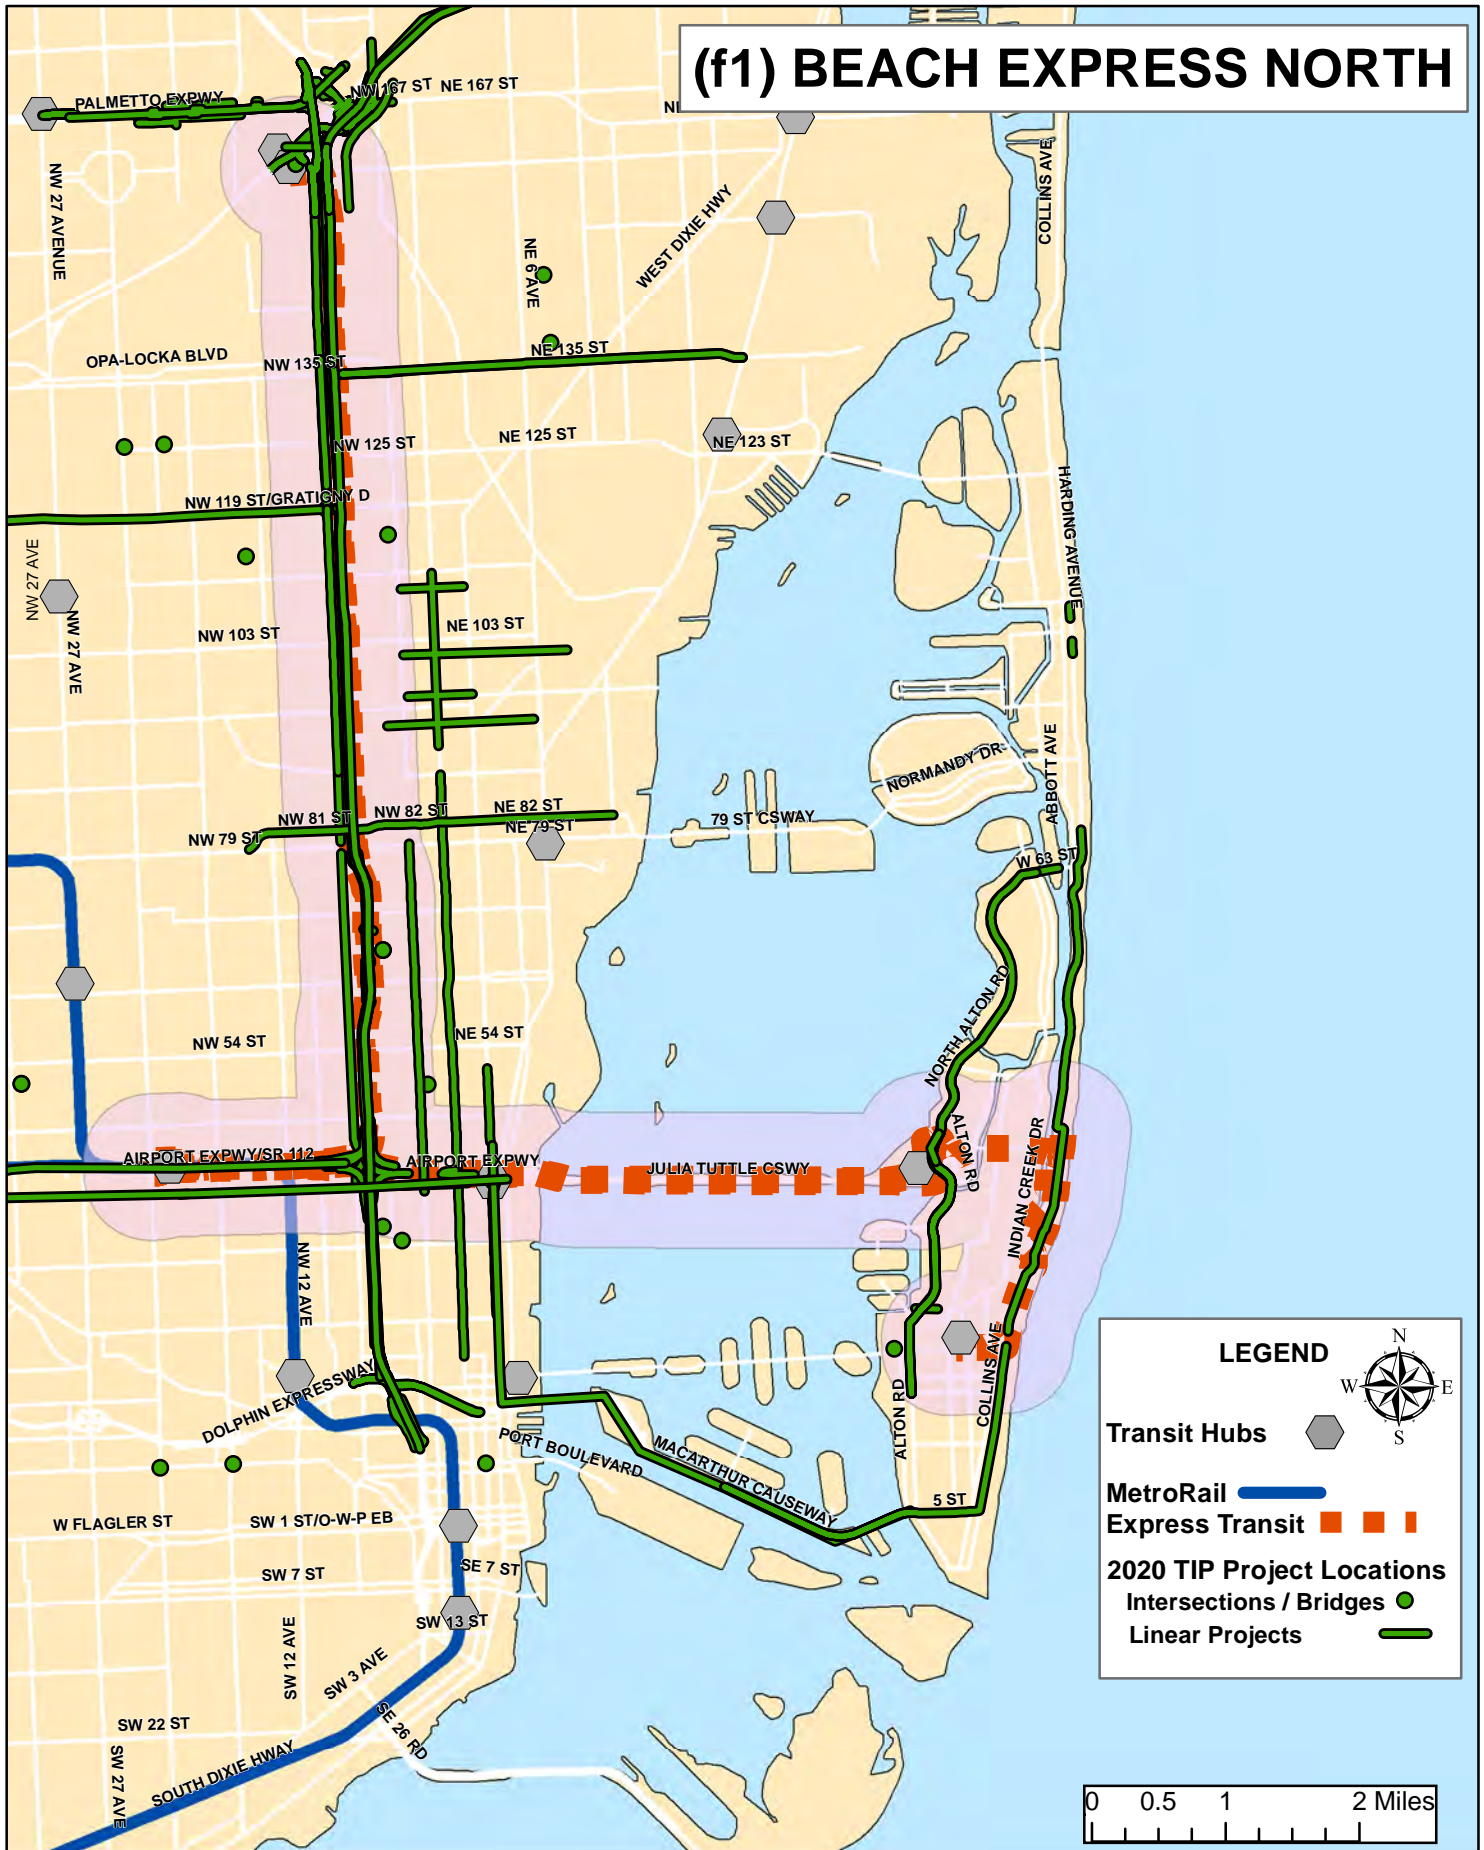 (f1) BEACH EXPRESS NORTH
PALMETTO EXPWY
NW 167 ST
NE 167 ST
NW 27 AVENUE
COLLINS AVE
WEST DIXIE HWY
NE 6 AVE
OPA-LOCKA BLVD
NW 135 ST
NE 135 ST
NW 125 ST
NE 125 ST
NE 123 ST
HARDING AVENUE
NW 119 ST/GRATIGNY D
NW 27 AVE
NW 27 AVE
NW 103 ST
NE 103 ST
ABBOTT AVE
NORMANDY DR
NW 79 ST
NW 81 ST
NW 82 ST
NE 82 ST
NE 79 ST
79 ST CSWAY
W 63 ST
NORTH ALTON RD
NW 54 ST
NE 54 ST
ALTON RD
INDIAN CREEK DR
AIRPORT EXPWY/SR 112
AIRPORT EXPWY
JULIA TUTTLE CSWY
NW 12 AVE
DOLPHIN EXPRESSWAY
COLLINS AVE
ALTON RD
PORT BOULEVARD
MACARTHUR CAUSEWAY
5 ST
W FLAGLER ST
SW 1 ST/O-W-P EB
SW 7 ST
SE 7 ST
SW 13 ST
SW 12 AVE
SW 3 AVE
SE 26 RD
SW 22 ST
SW 27 AVE
SOUTH DIXIE HWAY
LEGEND
N
W
E
S
Transit Hubs
MetroRail
Express Transit
2020 TIP Project Locations
Intersections / Bridges
Linear Projects
0 0.5 1 2 Miles